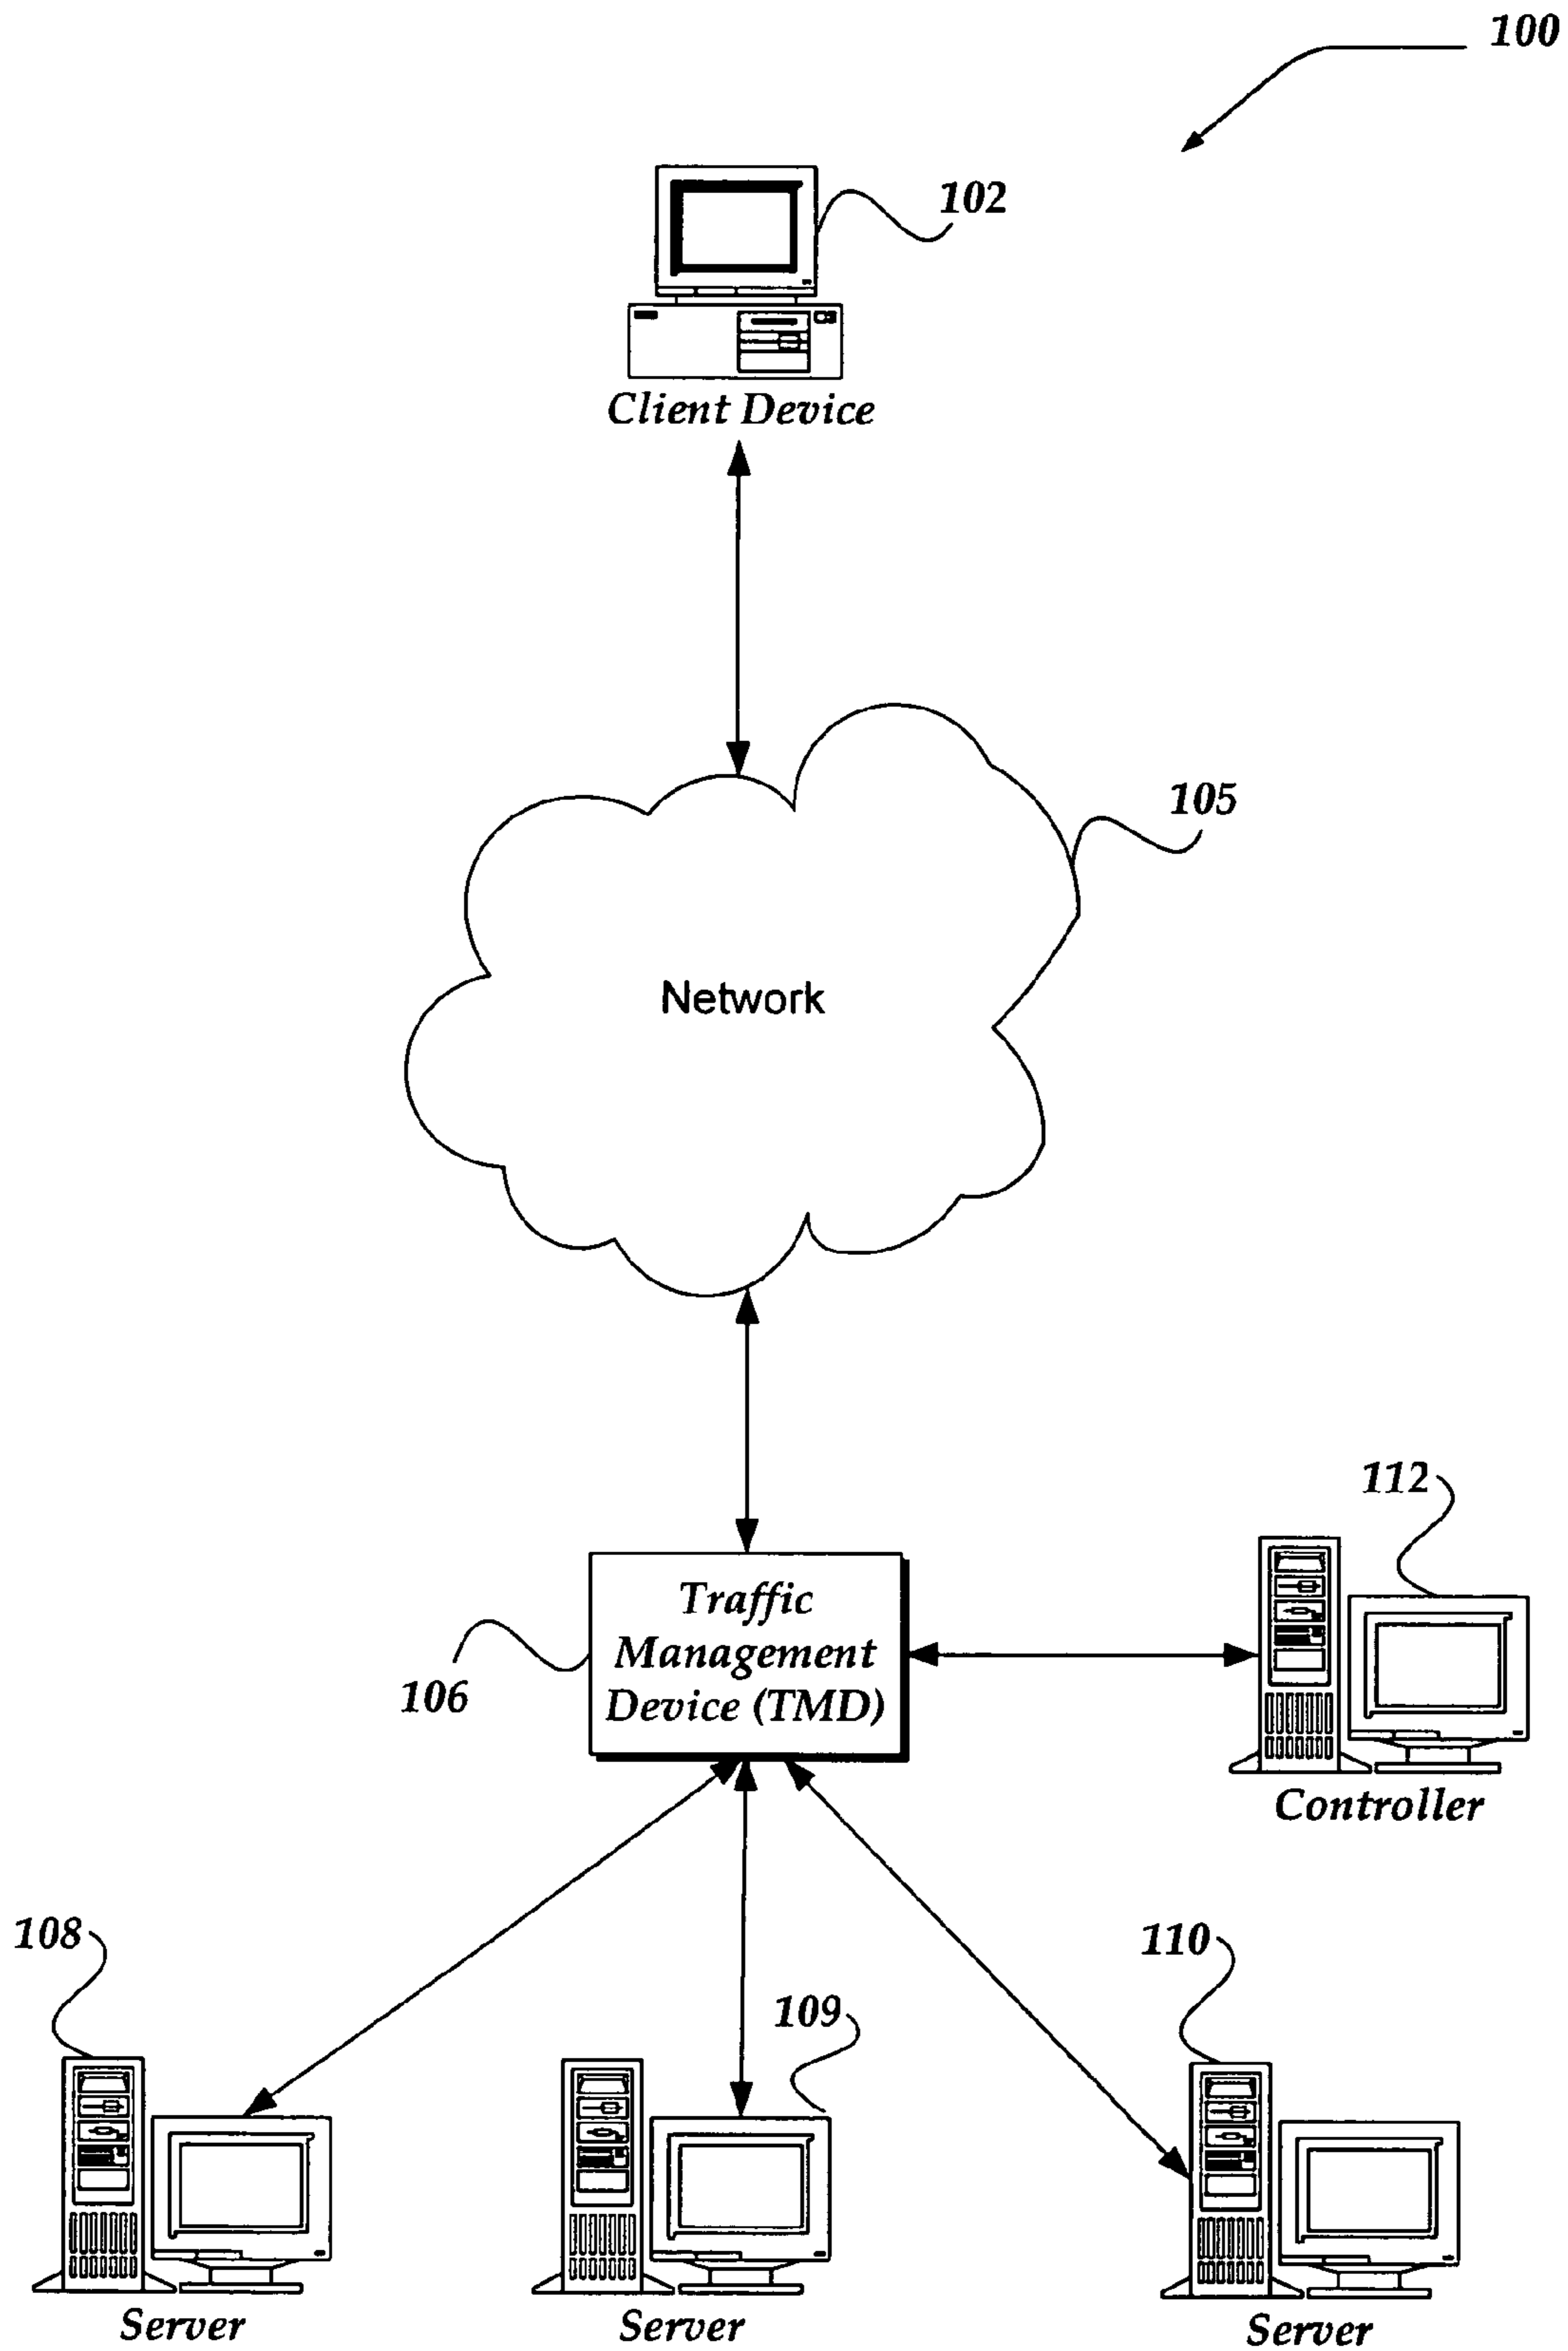 100
102
Client Device
105
Network
112
Traffic
Management
Device (TMD)
106
Controller
108
110
109
Server
Server
Server